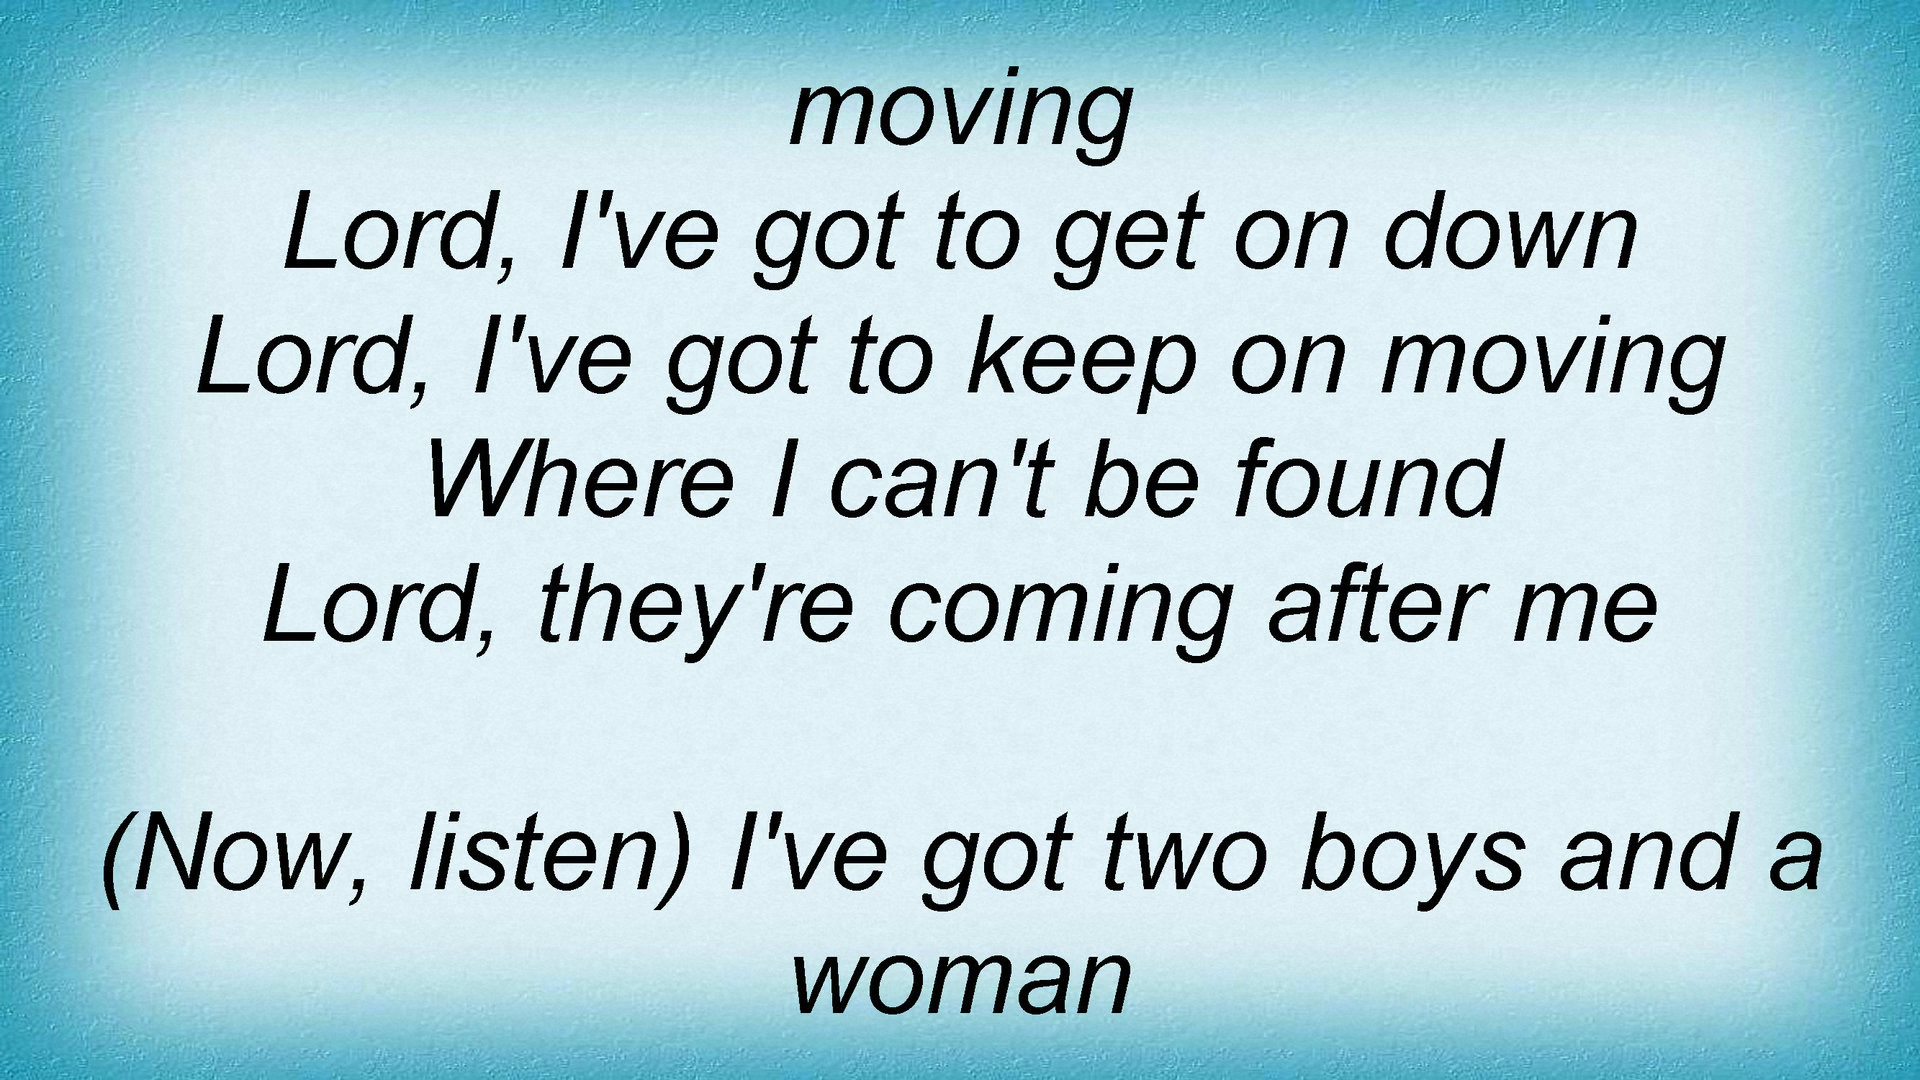 moving
Lord, I've got to get on down
Lord, I've got to keep on moving
Where I can't be found
Lord, they're coming after me
(Now, listen) I've got two boys and a
woman